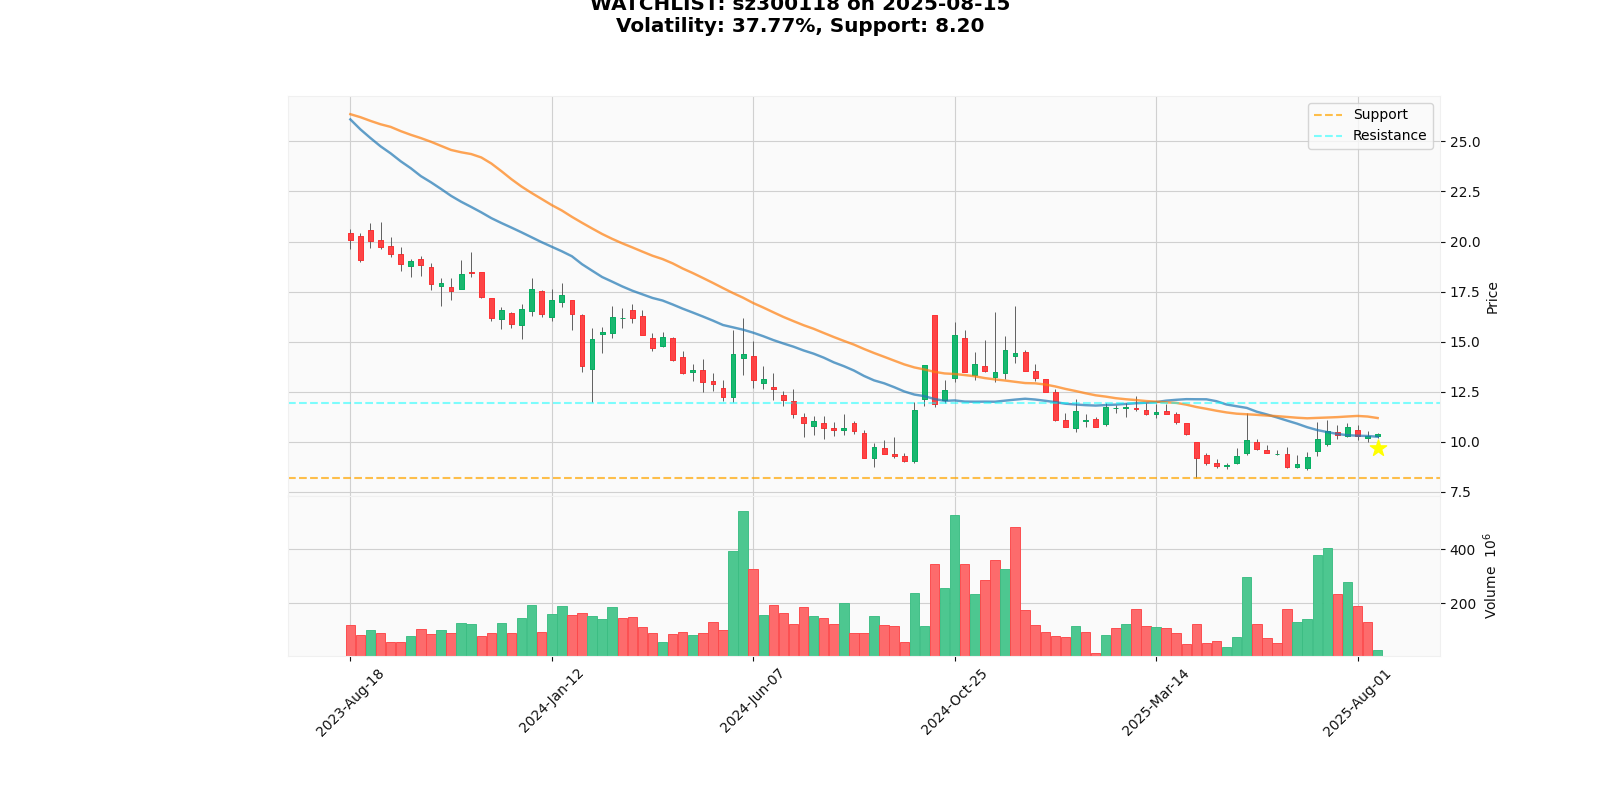 WATCHLIST: sz300118 on 2025-08-15
Volatility: 37.77%, Support: 8.20
Support
Resistance
25.0
22.5
20.0
17.5
15.0
12.5
10.0
7.5
Price
400
200
Volume 10^6
2023-Aug-18
2024-Jan-12
2024-Jun-07
2024-Oct-25
2025-Mar-14
2025-Aug-01